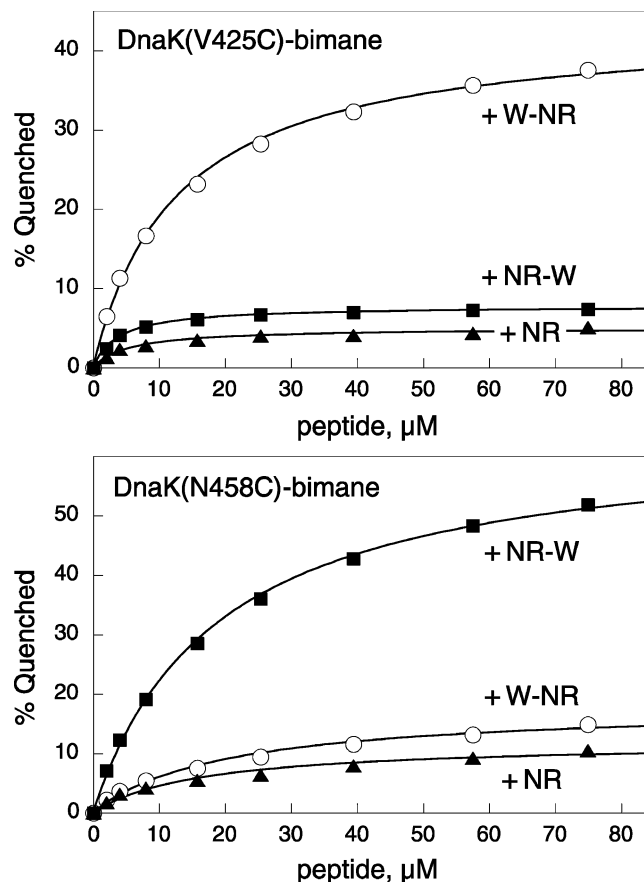 DnaK(V425C)-bimane
40
+ W-NR
30
% Quenched
20
+ NR-W
10
+ NR
0
0 10 20 30 40 50 60 70 80
peptide, µM
DnaK(N458C)-bimane
50
+ NR-W
40
% Quenched
30
20
+ W-NR
10
+ NR
0
0 10 20 30 40 50 60 70 80
peptide, µM